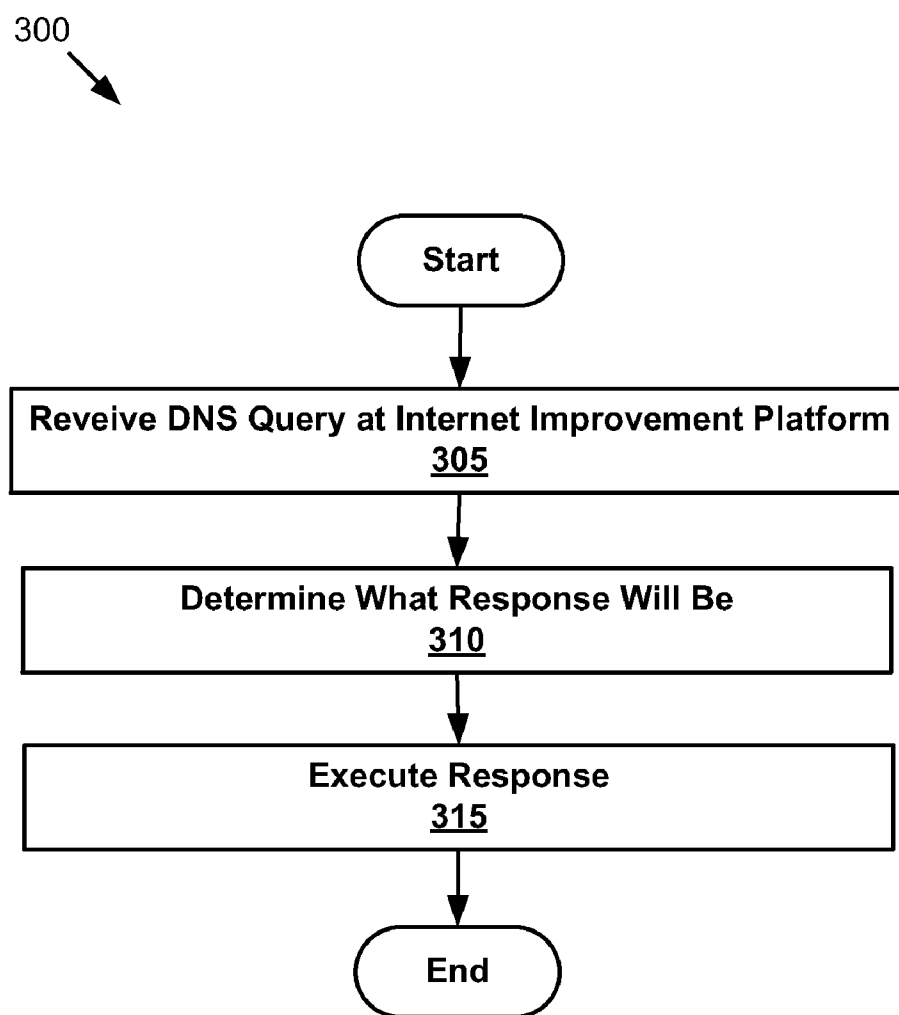 300
Start
Reveive DNS Query at Internet Improvement Platform
305
Determine What Response Will Be
310
Execute Response
315
End